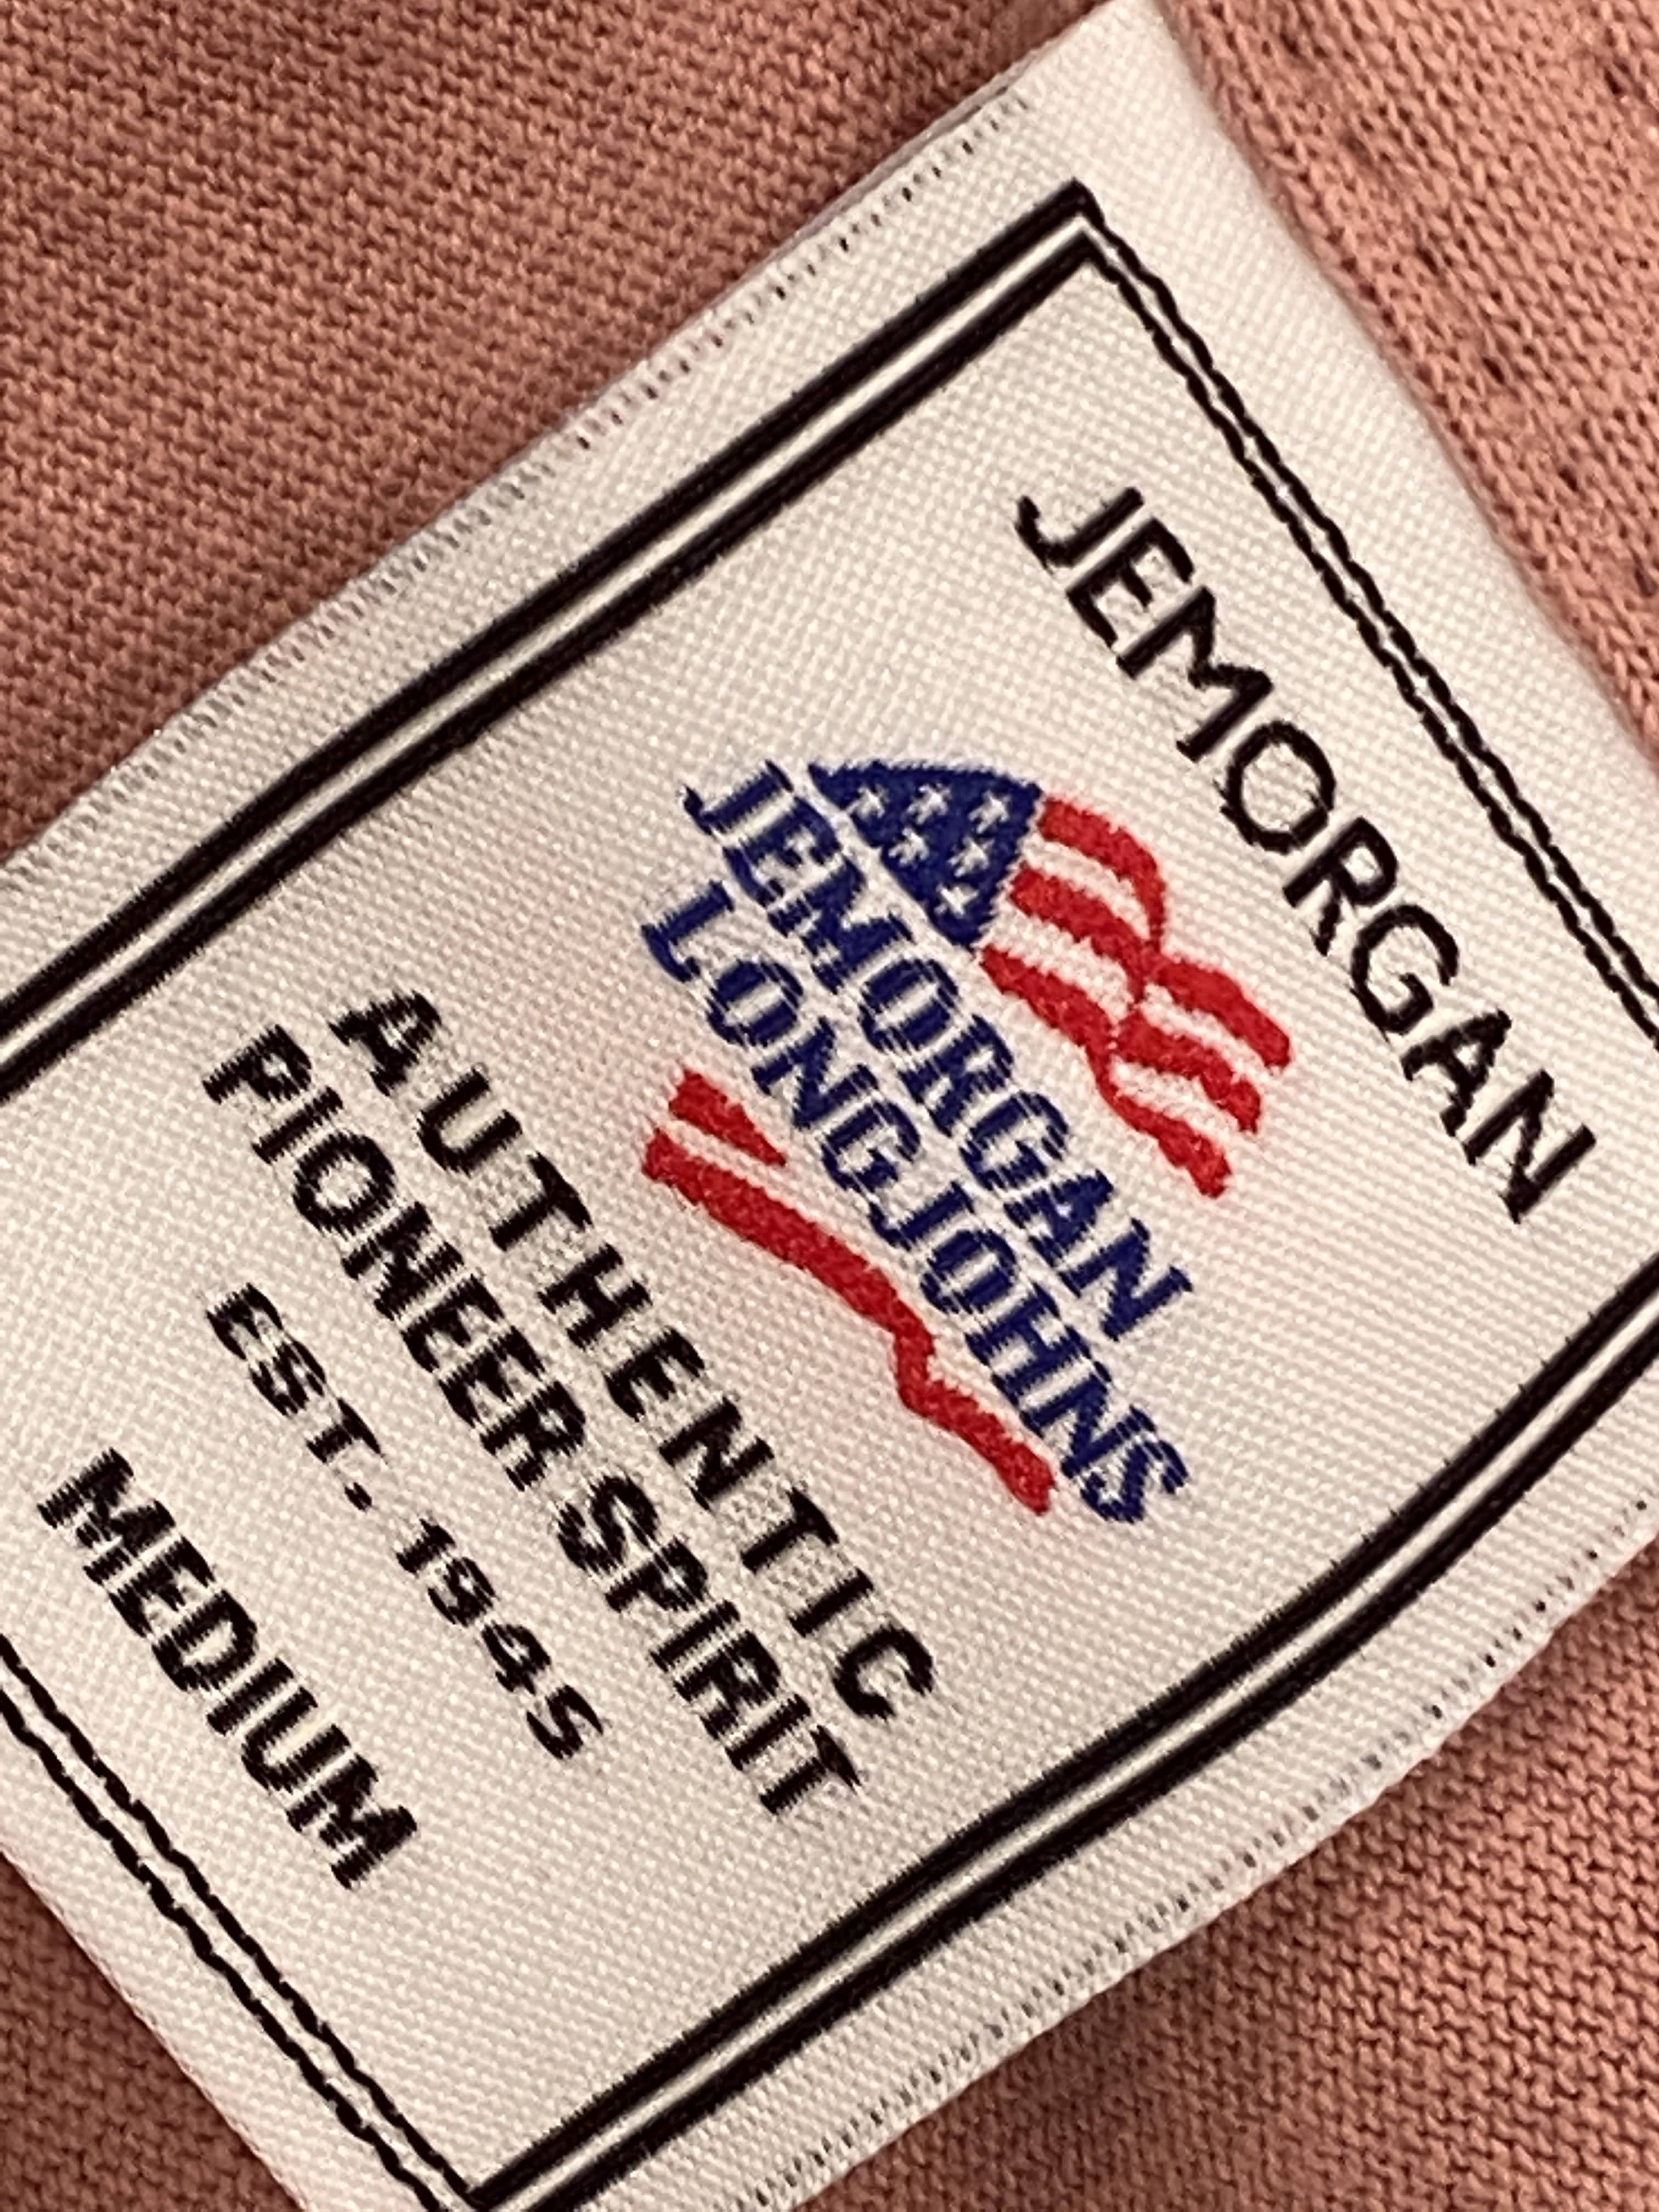 JEMORGAN
JEMORGAN
LONGJOHNS
AUTHENTIC
PIONEER SPIRIT
EST. 1945
MEDIUM